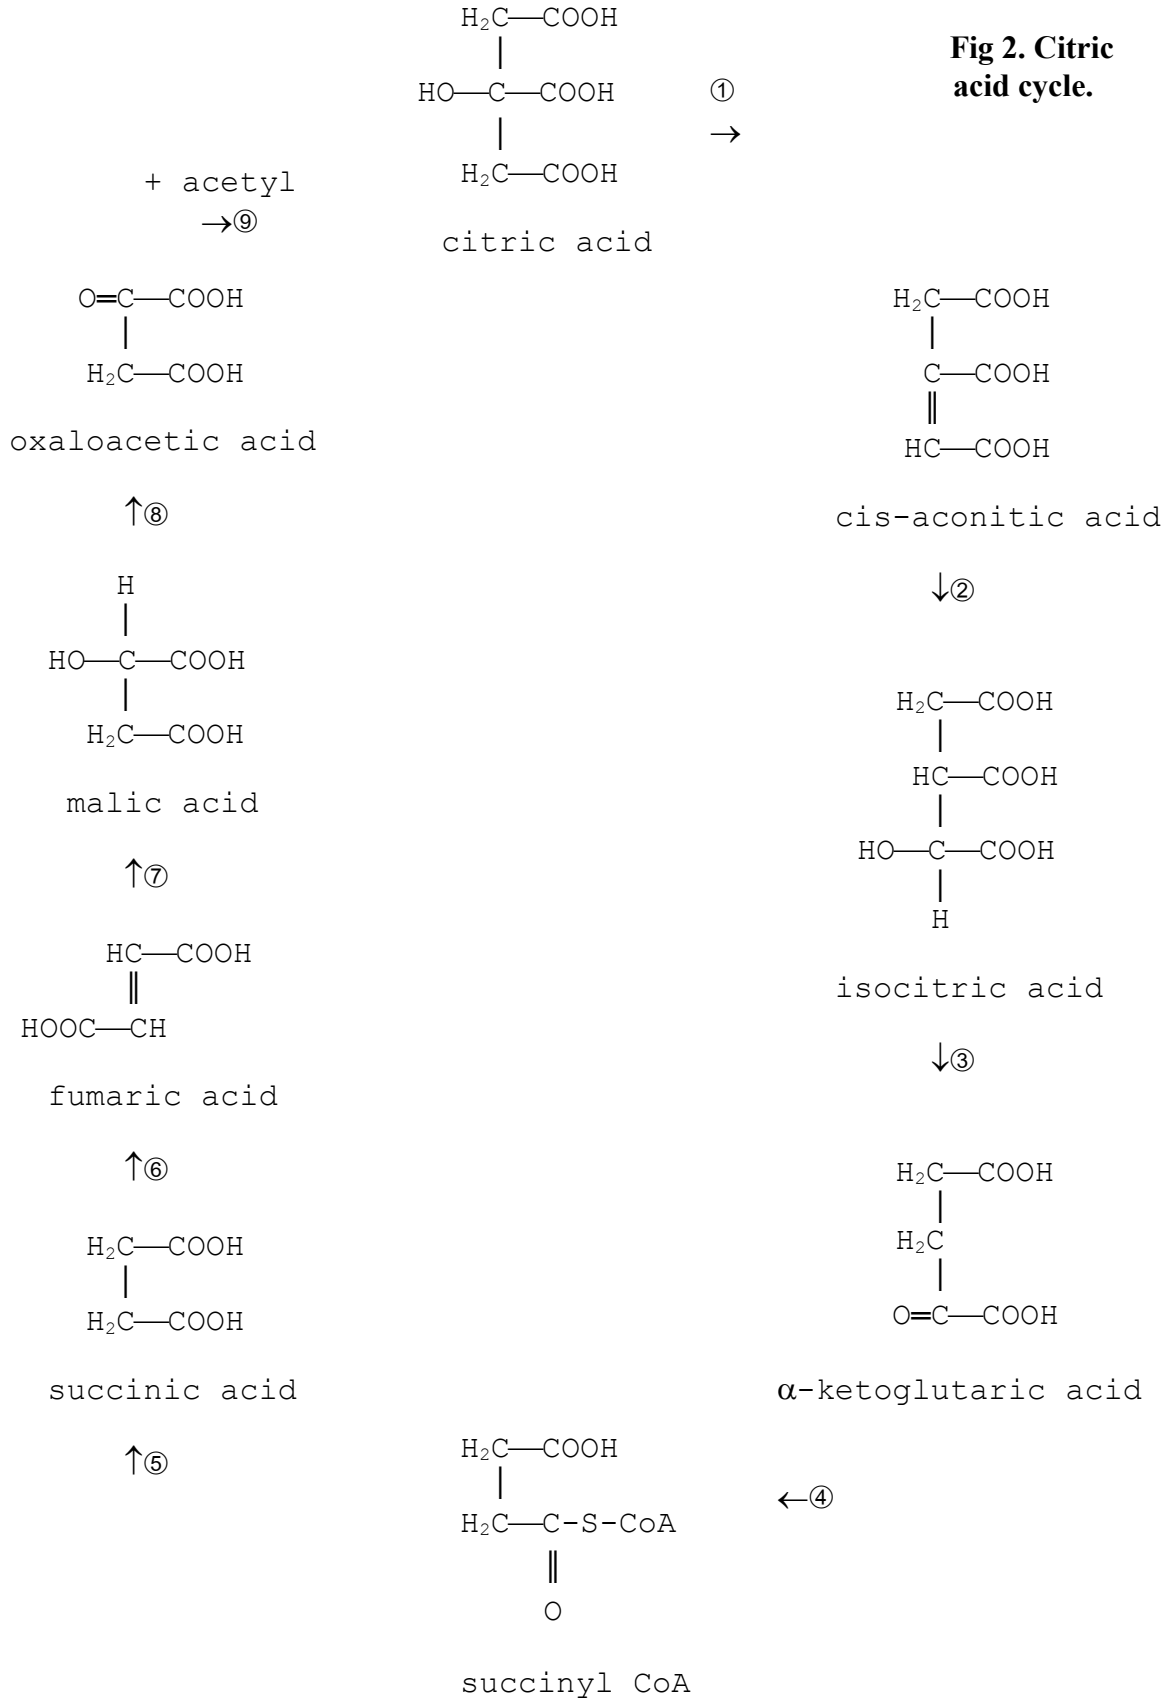 Fig 2. Citric
acid cycle.
H₂C—COOH
|
HO—C—COOH
|
H₂C—COOH
citric acid
①
→
H₂C—COOH
|
C—COOH
‖
HC—COOH
cis-aconitic acid
↓②
H₂C—COOH
|
HC—COOH
|
HO—C—COOH
|
H
isocitric acid
↓③
H₂C—COOH
|
H₂C
|
O=C—COOH
α-ketoglutaric acid
←④
H₂C—COOH
|
H₂C—C-S-CoA
‖
O
succinyl CoA
↑⑤
H₂C—COOH
|
H₂C—COOH
succinic acid
↑⑥
HC—COOH
‖
HOOC—CH
fumaric acid
↑⑦
H
|
HO—C—COOH
|
H₂C—COOH
malic acid
↑⑧
O=C—COOH
|
H₂C—COOH
oxaloacetic acid
+ acetyl
→⑨